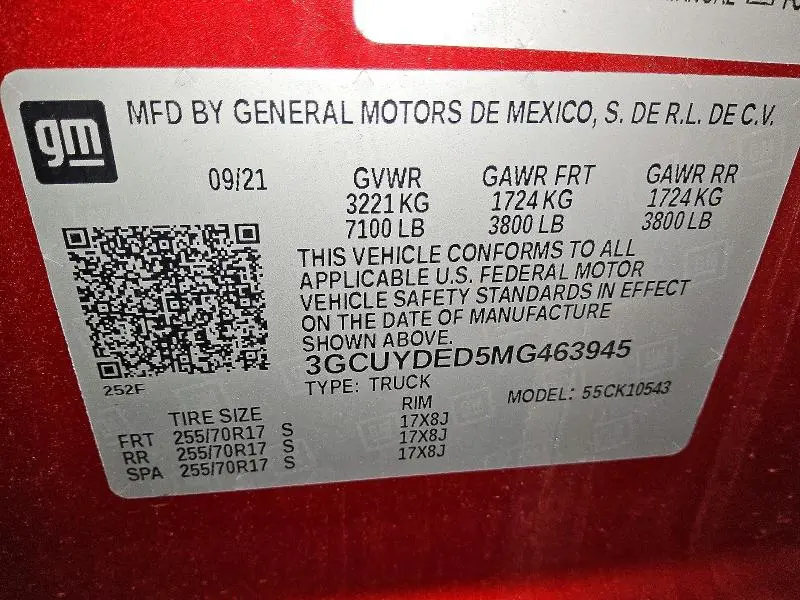 MANUAL
gm
MFD BY GENERAL MOTORS DE MEXICO, S. DE R.L. DE C.V.
09/21 GVWR GAWR FRT GAWR RR
3221 KG 1724 KG 1724 KG
7100 LB 3800 LB 3800 LB
THIS VEHICLE CONFORMS TO ALL
APPLICABLE U.S. FEDERAL MOTOR
VEHICLE SAFETY STANDARDS IN EFFECT
ON THE DATE OF MANUFACTURE
SHOWN ABOVE.
3GCUYDED5MG463945
252F TYPE: TRUCK MODEL: 55CK10543
TIRE SIZE RIM
FRT 255/70R17 S 17X8J
RR 255/70R17 S 17X8J
SPA 255/70R17 S 17X8J